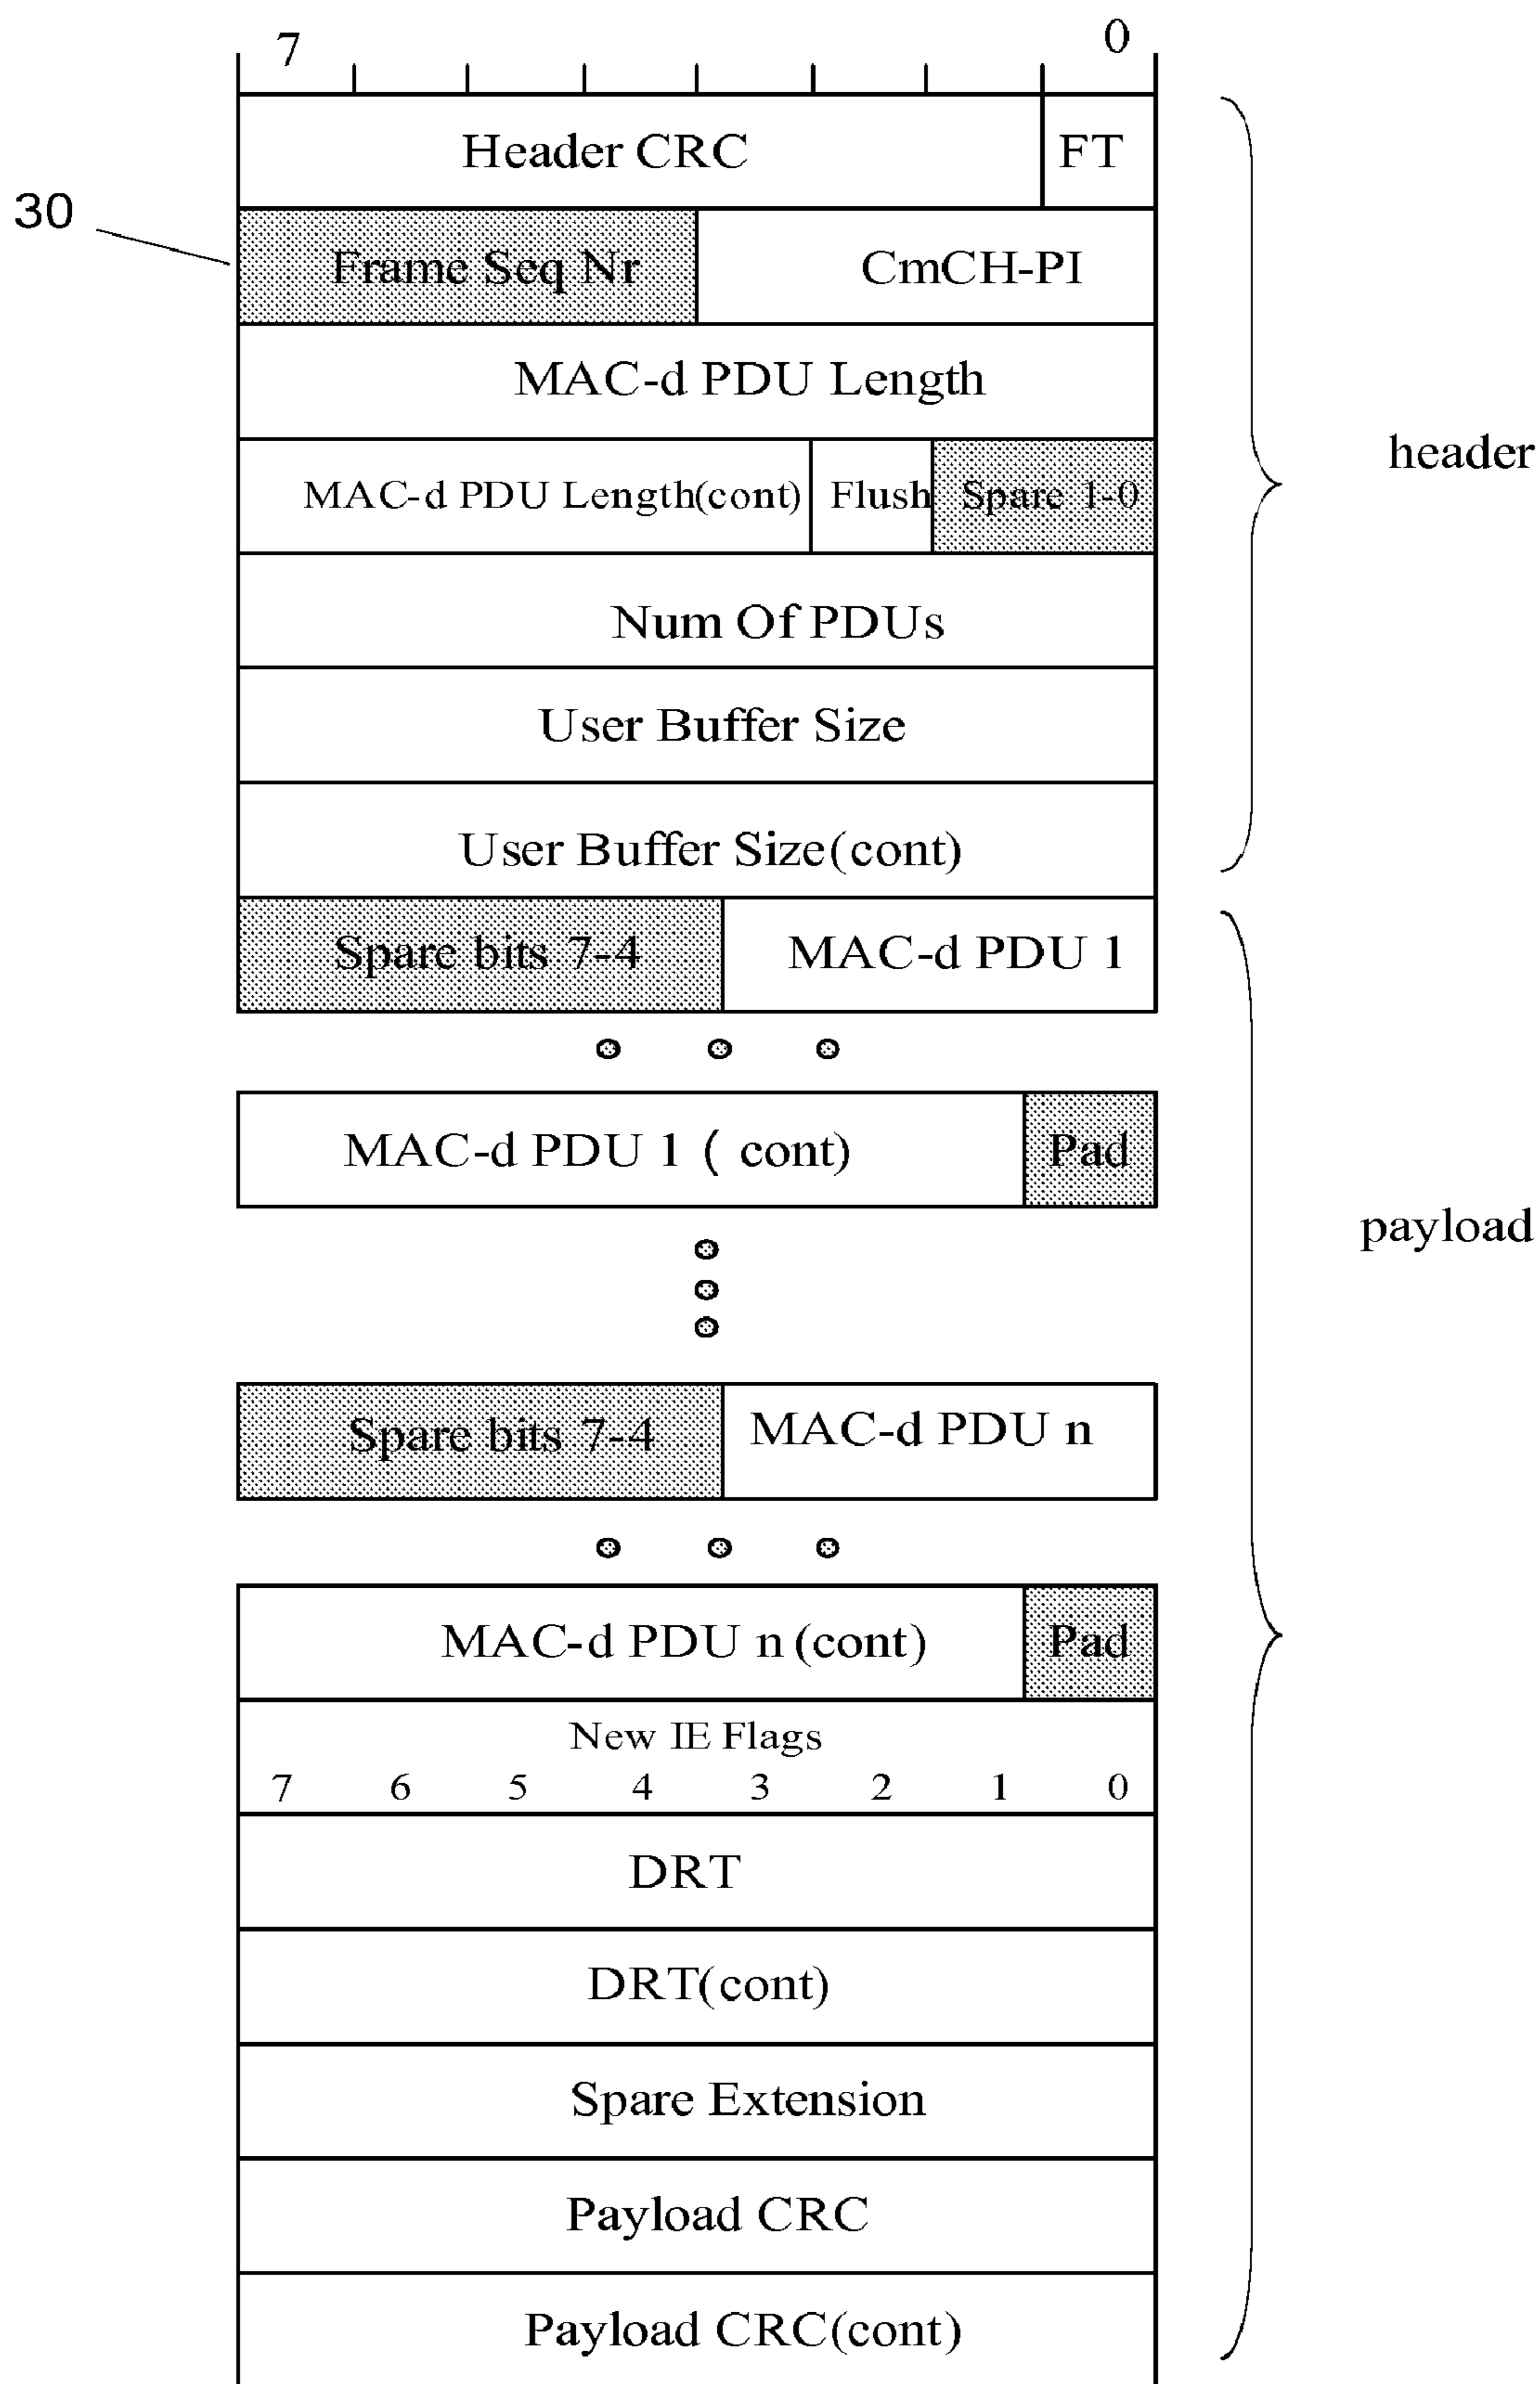 7 0
Header CRC FT
30
Frame Seq Nr CmCH-PI
MAC-d PDU Length
header
MAC-d PDU Length(cont) Flush Spare 1-0
Num Of PDUs
User Buffer Size
User Buffer Size(cont)
Spare bits 7-4 MAC-d PDU 1
MAC-d PDU 1 ( cont) Pad
payload
Spare bits 7-4 MAC-d PDU n
MAC-d PDU n (cont) Pad
New IE Flags
7 6 5 4 3 2 1 0
DRT
DRT(cont)
Spare Extension
Payload CRC
Payload CRC(cont)